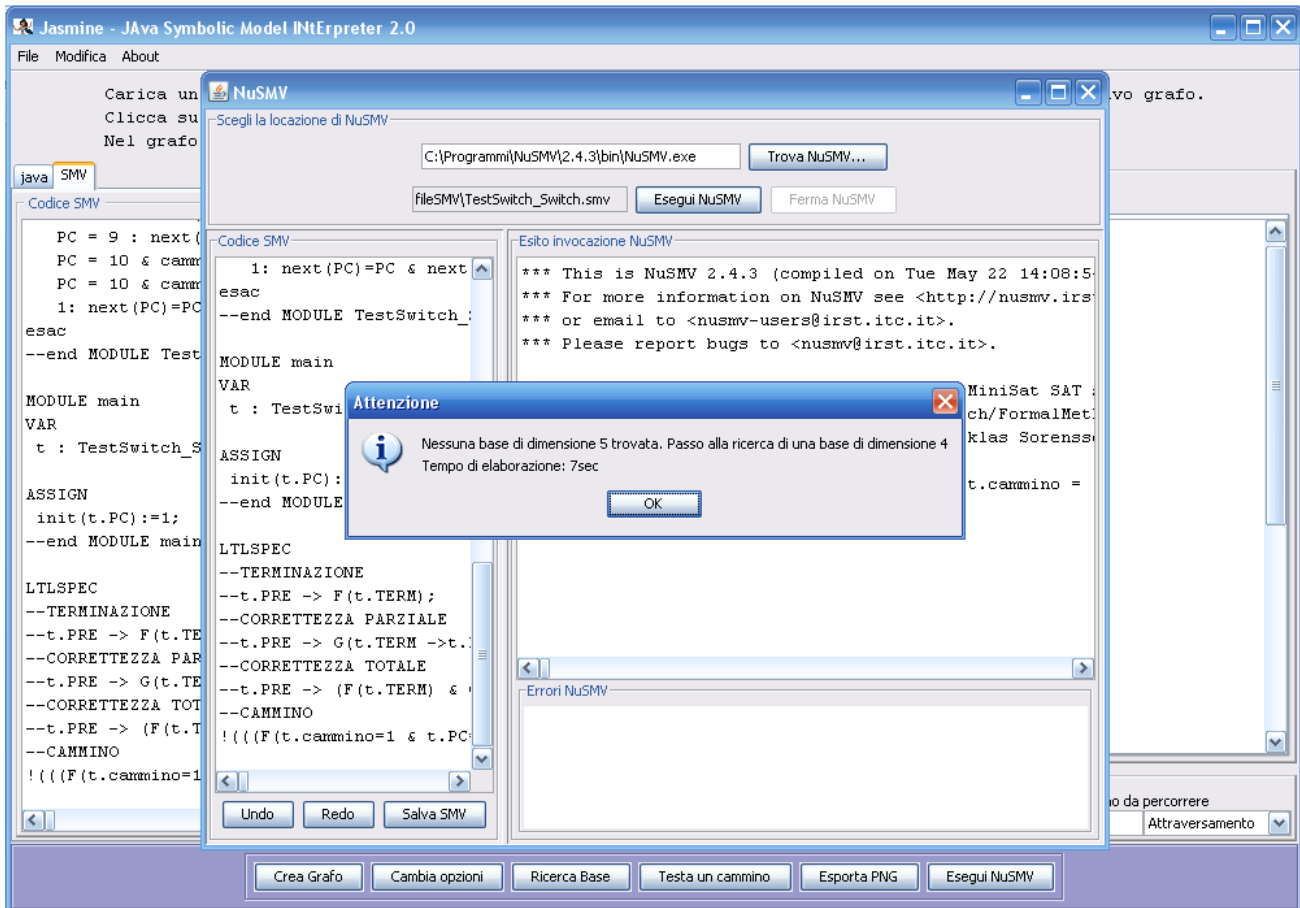 Jasmine - JAva Symbolic Model INtErpreter 2.0
File Modifica About
Carica un
Clicca su
Nel grafo
vo grafo.
java SMV
Codice SMV
PC = 9 : next(
PC = 10 & camm
PC = 10 & camm
1: next(PC)=PC
esac
--end MODULE Test
MODULE main
VAR
t : TestSwitch_S
ASSIGN
init(t.PC):=1;
--end MODULE main
LTLSPEC
--TERMINAZIONE
--t.PRE -> F(t.TE
--CORRETTEZZA PAR
--t.PRE -> G(t.TE
--CORRETTEZZA TOT
--t.PRE -> (F(t.T
--CAMMINO
!(((F(t.cammino=1
NuSMV
Scegli la locazione di NuSMV
C:\Programmi\NuSMV\2.4.3\bin\NuSMV.exe Trova NuSMV...
fileSMV\TestSwitch_Switch.smv Esegui NuSMV Ferma NuSMV
Codice SMV
1: next(PC)=PC & next
esac
--end MODULE TestSwitch_
MODULE main
VAR
t : TestSwi
ASSIGN
init(t.PC):
--end MODULE
LTLSPEC
--TERMINAZIONE
--t.PRE -> F(t.TERM);
--CORRETTEZZA PARZIALE
--t.PRE -> G(t.TERM ->t.
--CORRETTEZZA TOTALE
--t.PRE -> (F(t.TERM) &
--CAMMINO
!(((F(t.cammino=1 & t.PC
Undo Redo Salva SMV
Esito invocazione NuSMV
*** This is NuSMV 2.4.3 (compiled on Tue May 22 14:08:5
*** For more information on NuSMV see <http://nusmv.irs
*** or email to <nusmv-users@irst.itc.it>.
*** Please report bugs to <nusmv@irst.itc.it>.
MiniSat SAT
ch/FormalMet
klas Sorenss
t.cammino =
Errori NuSMV
Attenzione
Nessuna base di dimensione 5 trovata. Passo alla ricerca di una base di dimensione 4
Tempo di elaborazione: 7sec
OK
no da percorrere
Attraversamento
Crea Grafo Cambia opzioni Ricerca Base Testa un cammino Esporta PNG Esegui NuSMV